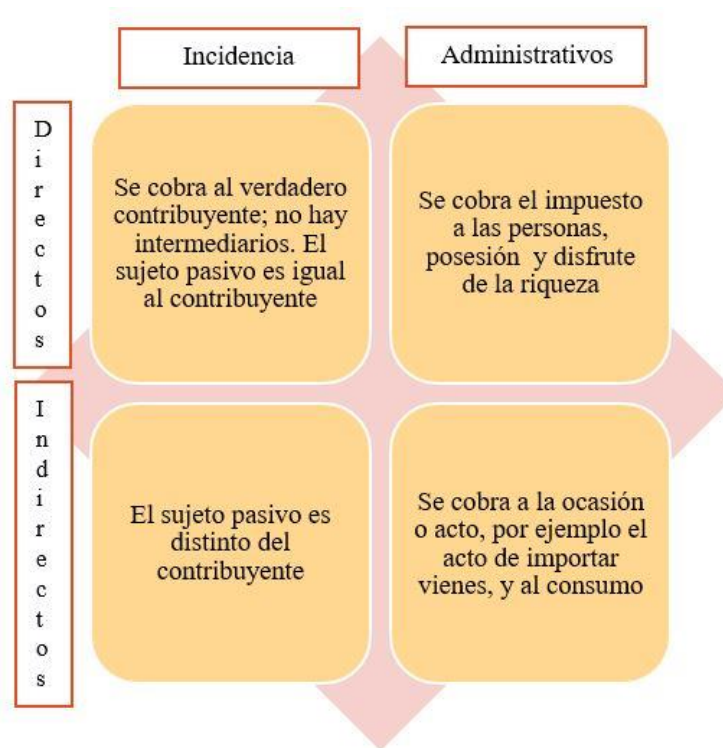 Incidencia
Administrativos
Directos
Se cobra al verdadero
contribuyente; no hay
intermediarios. El
sujeto pasivo es igual
al contribuyente
Se cobra el impuesto
a las personas,
posesión y disfrute
de la riqueza
Indirectos
El sujeto pasivo es
distinto del
contribuyente
Se cobra a la ocasión
o acto, por ejemplo el
acto de importar
vienes, y al consumo